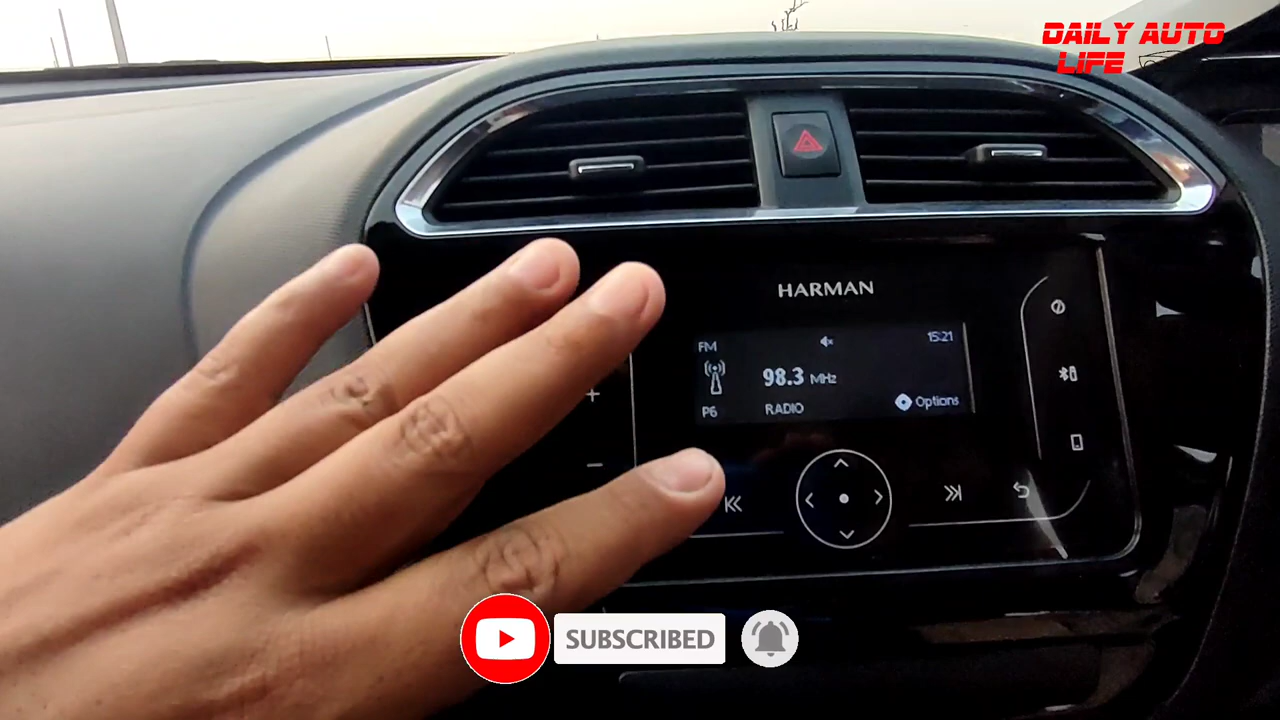 DAILY AUTO
LIFE
HARMAN
FM
15:21
98.3 MHz
P6
RADIO
Options
SUBSCRIBED